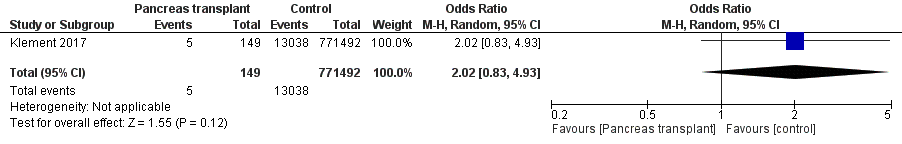 Pancreas transplant Control Odds Ratio Odds Ratio
Study or Subgroup Events Total Events Total Weight M-H, Random, 95% CI M-H, Random, 95% CI
Klement 2017 5 149 13038 771492 100.0% 2.02 [0.83, 4.93]
Total (95% CI) 149 771492 100.0% 2.02 [0.83, 4.93]
Total events 5 13038
Heterogeneity: Not applicable
Test for overall effect: Z = 1.55 (P = 0.12)
0.2 0.5 1 2 5
Favours [Pancreas transplant] Favours [control]